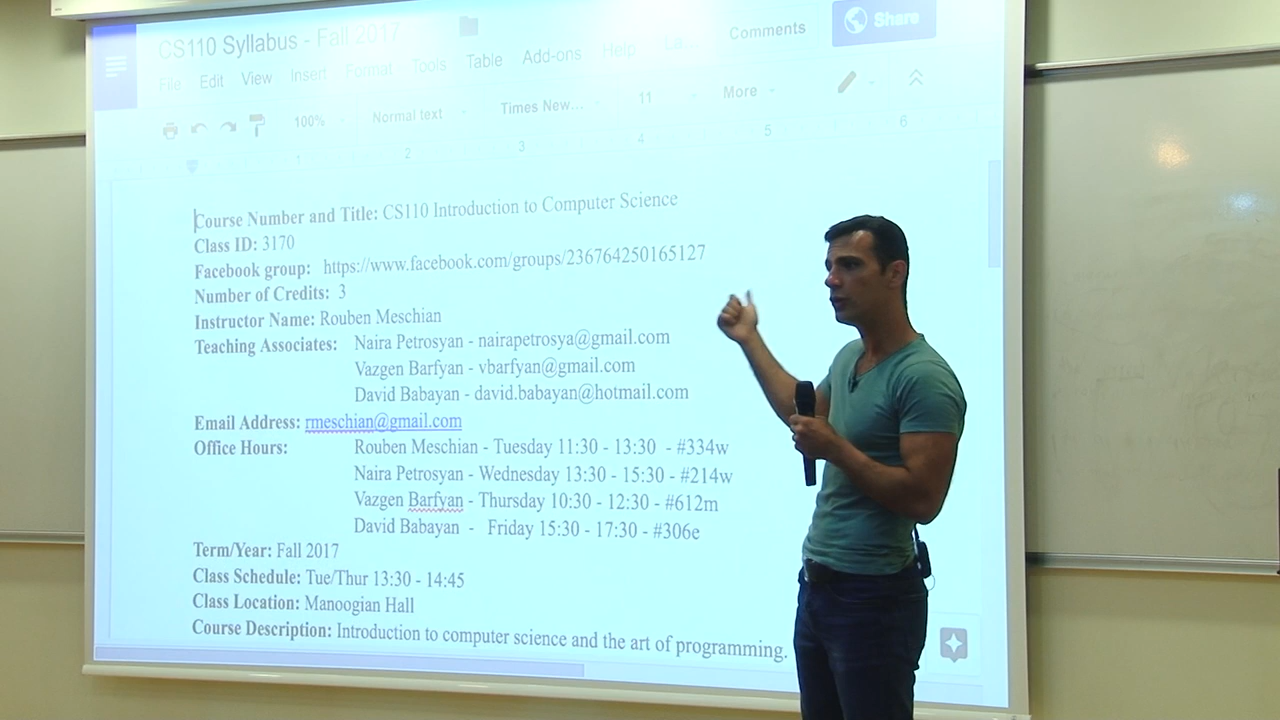 CS110 Syllabus - Fall 2017
Share
Comments
File Edit View Insert Format Tools Table Add-ons Help La...
100% Normal text Times New... 11 More
1 2 3 4 5 6
Course Number and Title: CS110 Introduction to Computer Science
Class ID: 3170
Facebook group: https://www.facebook.com/groups/236764250165127
Number of Credits: 3
Instructor Name: Rouben Meschian
Teaching Associates: Naira Petrosyan - nairapetrosya@gmail.com
Vazgen Barfyan - vbarfyan@gmail.com
David Babayan - david.babayan@hotmail.com
Email Address: rmeschian@gmail.com
Office Hours: Rouben Meschian - Tuesday 11:30 - 13:30 - #334w
Naira Petrosyan - Wednesday 13:30 - 15:30 - #214w
Vazgen Barfyan - Thursday 10:30 - 12:30 - #612m
David Babayan - Friday 15:30 - 17:30 - #306e
Term/Year: Fall 2017
Class Schedule: Tue/Thur 13:30 - 14:45
Class Location: Manoogian Hall
Course Description: Introduction to computer science and the art of programming.